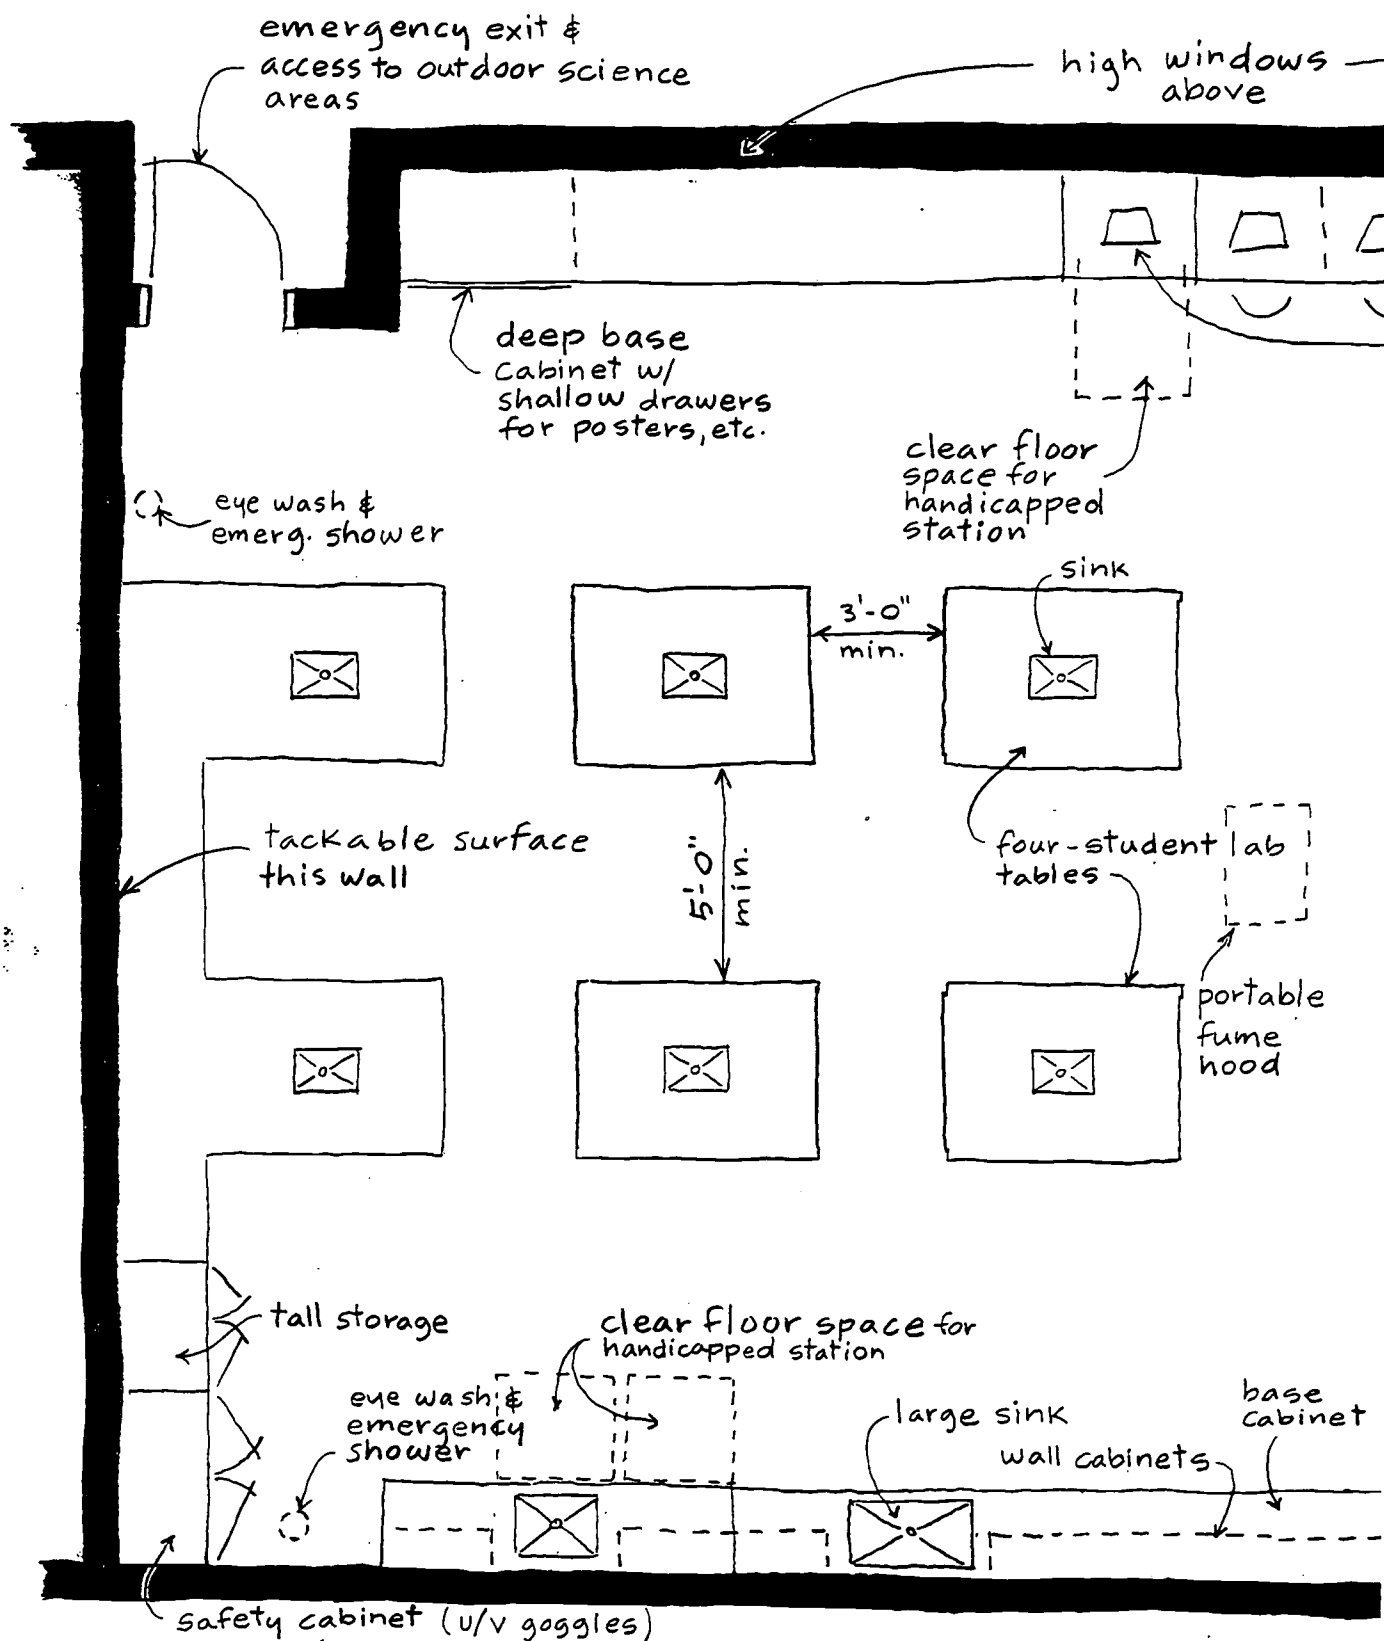 emergency exit &
access to outdoor science
areas
high windows
above
deep base
cabinet w/
shallow drawers
for posters, etc.
clear floor
space for
handicapped
station
eye wash &
emerg. shower
sink
3'-0"
min.
tackable surface
this wall
5'-0"
min.
four-student lab
tables
portable
fume
hood
tall storage
clear floor space for
handicapped station
eye wash &
emergency
shower
large sink
base
cabinet
wall cabinets
safety cabinet (u/v goggles)